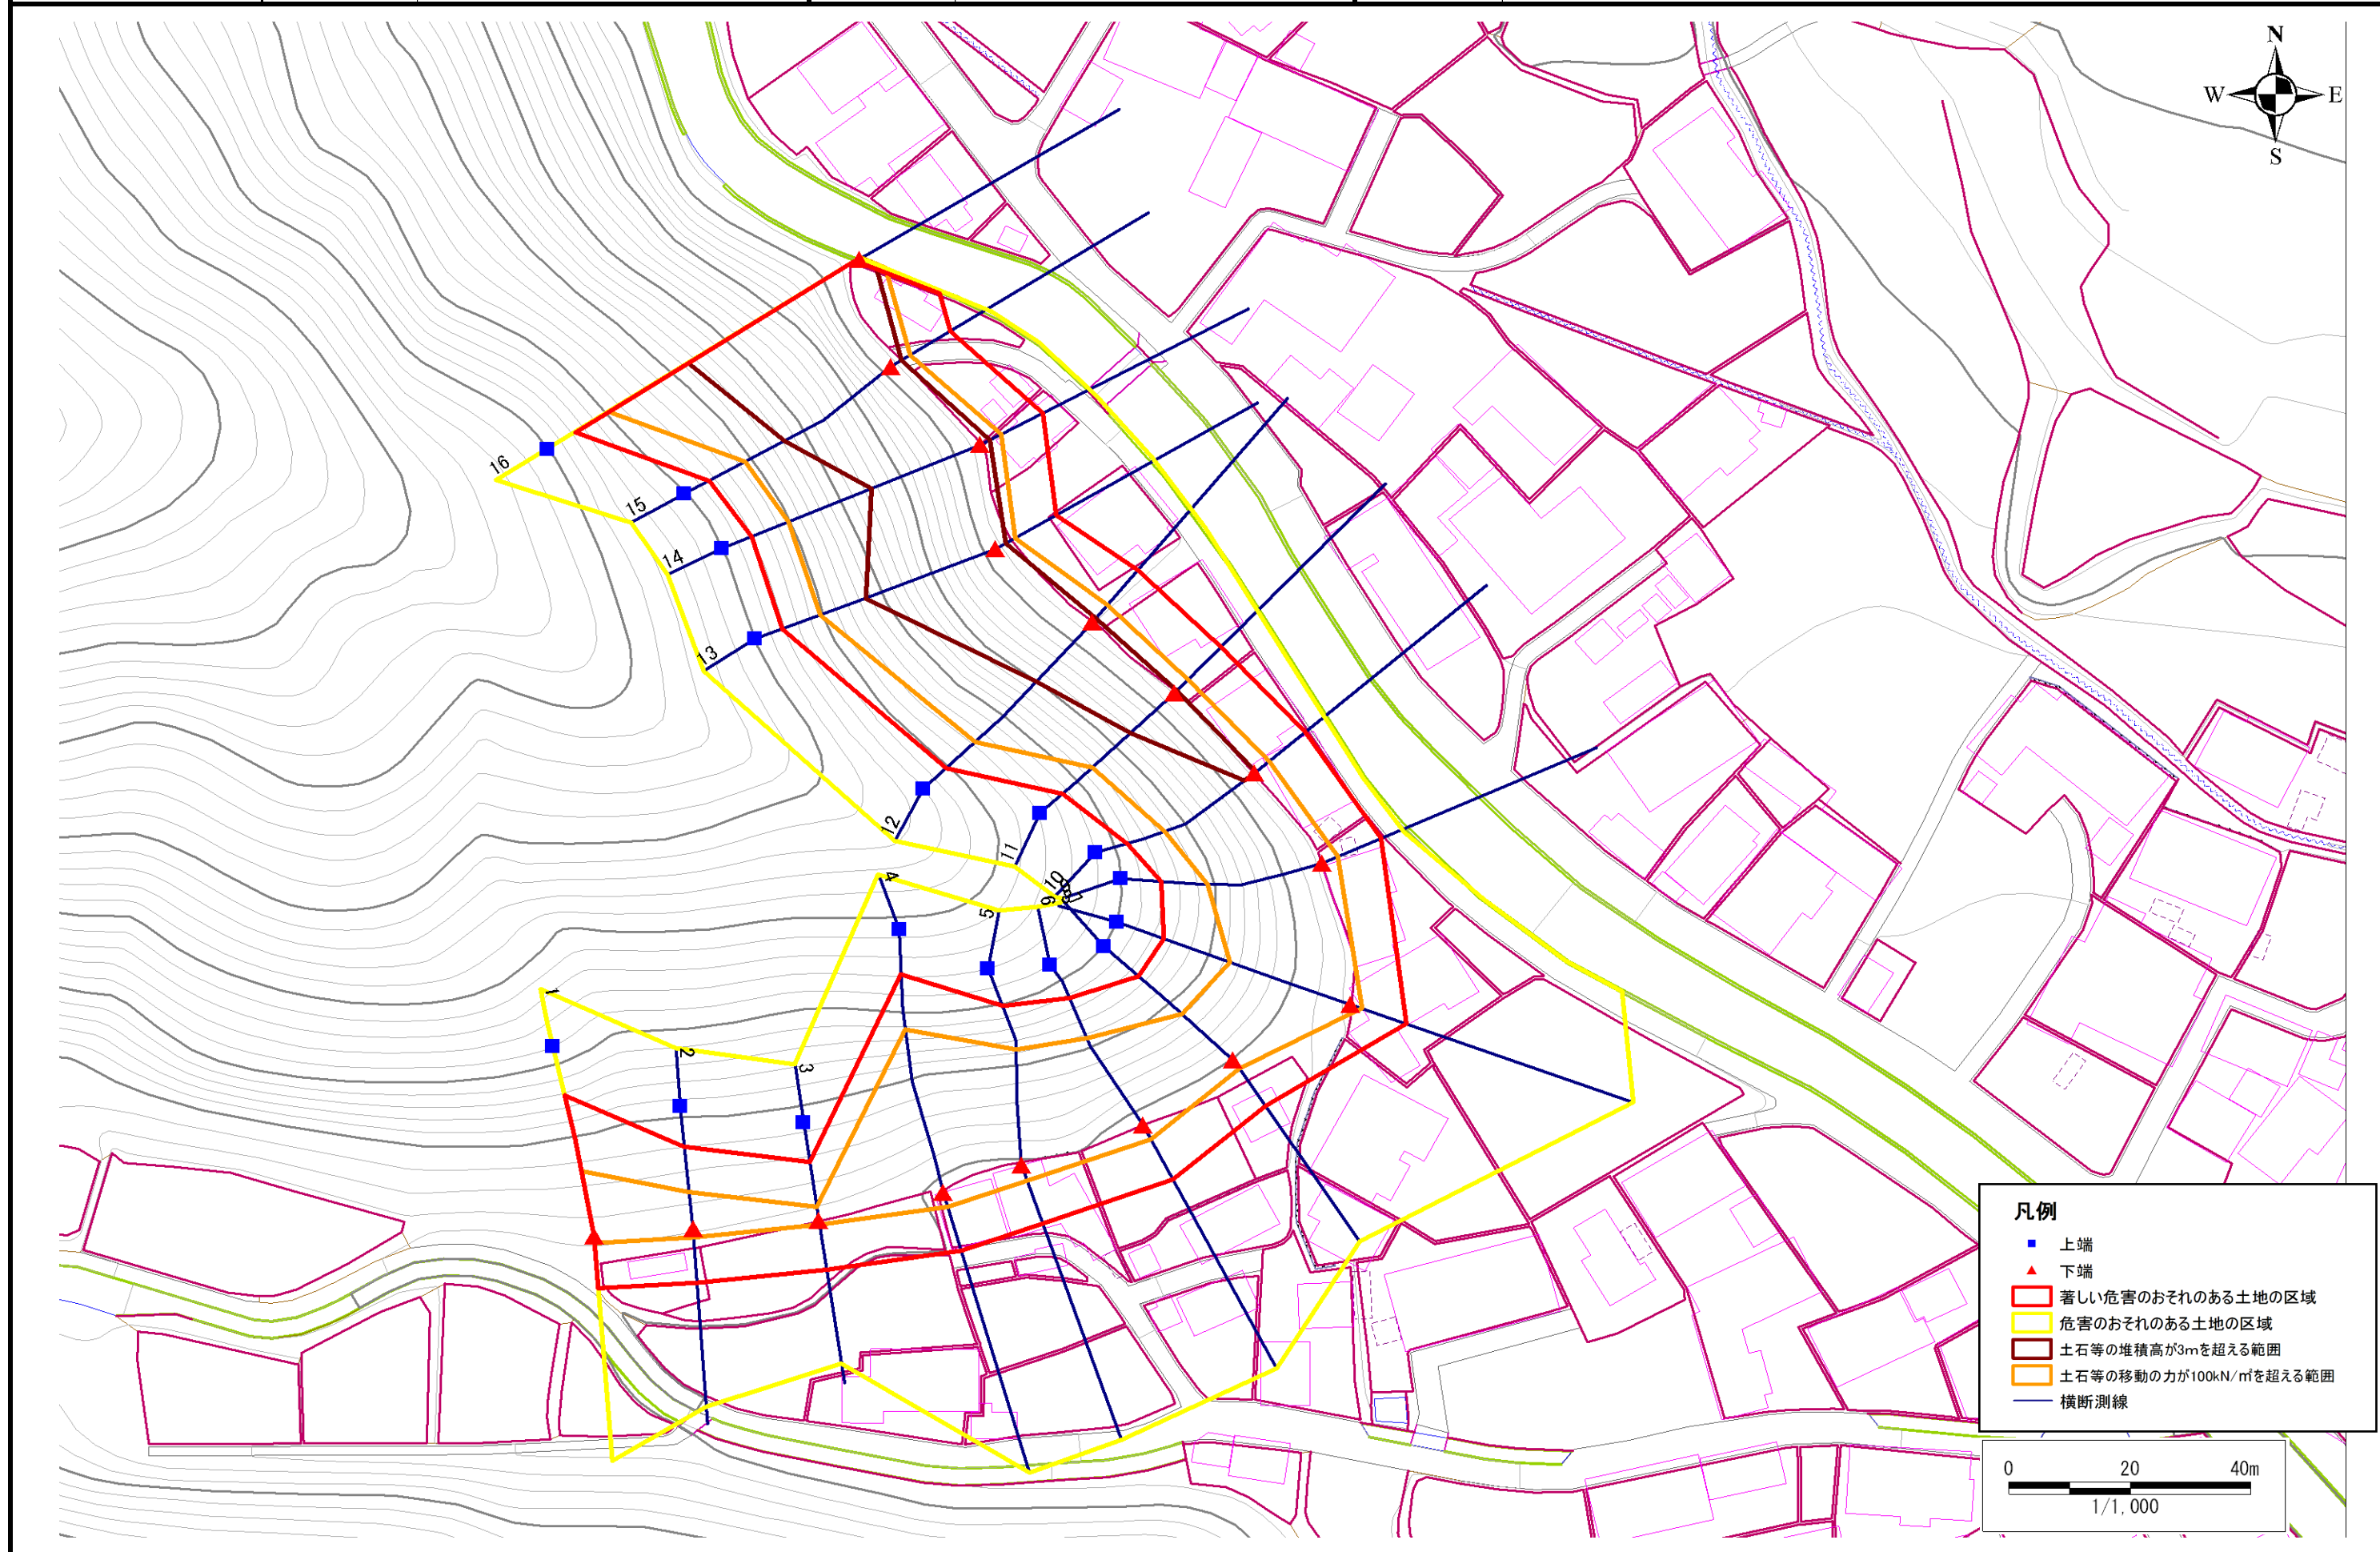 N
W E
S
16
15
14
13
12
11
10
4
5
6
1
2
3
凡例
上端
下端
著しい危害のおそれのある土地の区域
危害のおそれのある土地の区域
土石等の堆積高が3mを超える範囲
土石等の移動の力が100kN/㎡を超える範囲
横断測線
0 20 40m
1/1,000